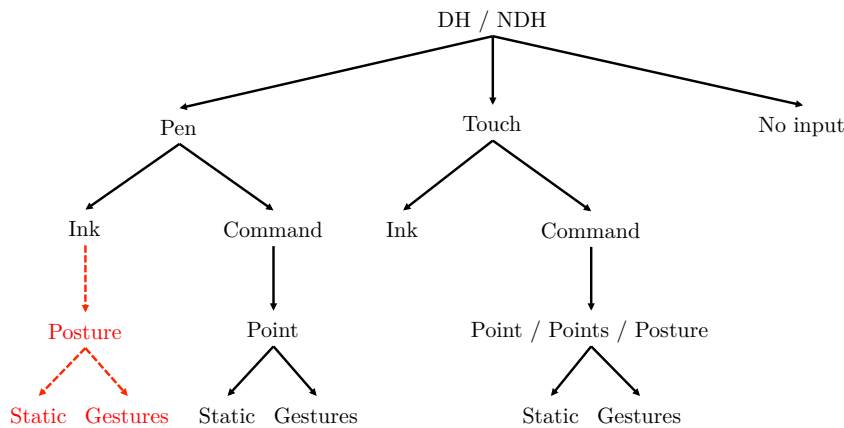 DH / NDH
Pen
Touch
No input
Ink
Command
Ink
Command
Posture
Point
Point / Points / Posture
Static
Gestures
Static
Gestures
Static
Gestures